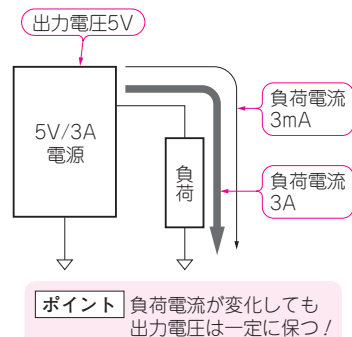 出力電圧5V
5V/3A
電源
負荷
負荷電流
3mA
負荷電流
3A
ポイント 負荷電流が変化しても
出力電圧は一定に保つ!